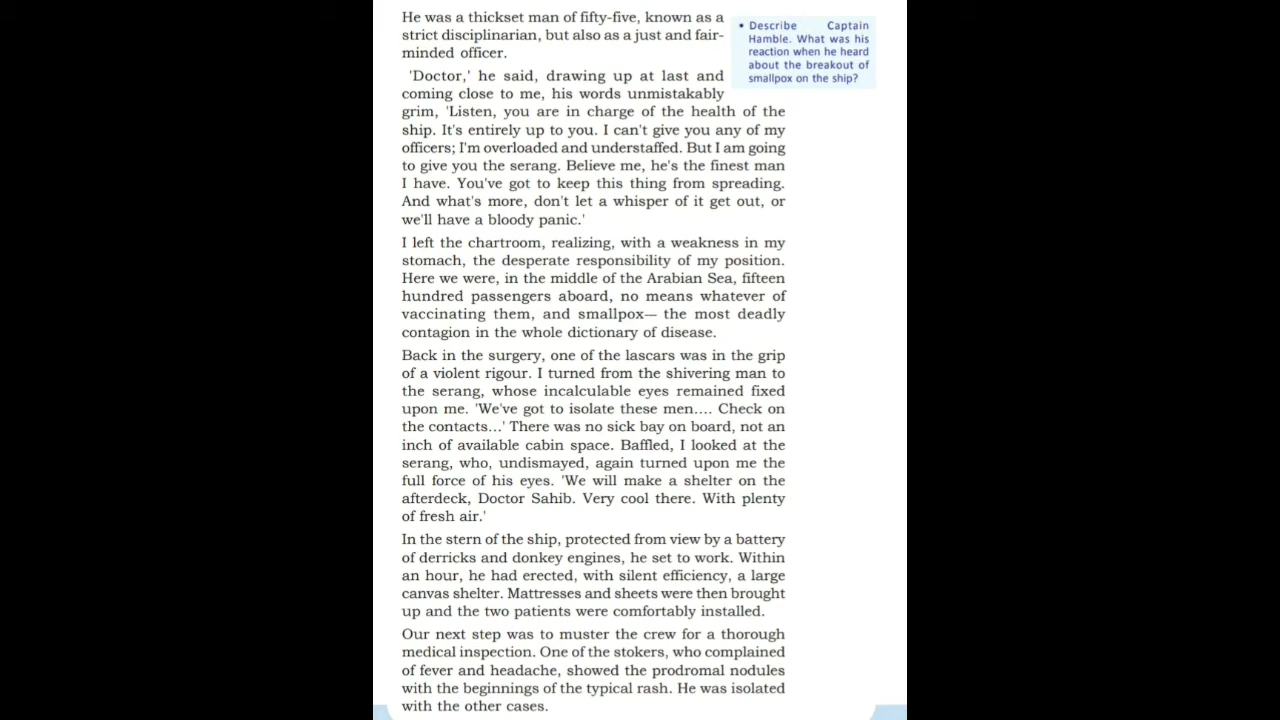 He was a thickset man of fifty-five, known as a
strict disciplinarian, but also as a just and fair-
minded officer.
• Describe Captain
Hamble. What was his
reaction when he heard
about the breakout of
smallpox on the ship?
'Doctor,' he said, drawing up at last and
coming close to me, his words unmistakably
grim, 'Listen, you are in charge of the health of the
ship. It's entirely up to you. I can't give you any of my
officers; I'm overloaded and understaffed. But I am going
to give you the serang. Believe me, he's the finest man
I have. You've got to keep this thing from spreading.
And what's more, don't let a whisper of it get out, or
we'll have a bloody panic.'
I left the chartroom, realizing, with a weakness in my
stomach, the desperate responsibility of my position.
Here we were, in the middle of the Arabian Sea, fifteen
hundred passengers aboard, no means whatever of
vaccinating them, and smallpox— the most deadly
contagion in the whole dictionary of disease.
Back in the surgery, one of the lascars was in the grip
of a violent rigour. I turned from the shivering man to
the serang, whose incalculable eyes remained fixed
upon me. 'We've got to isolate these men.... Check on
the contacts...' There was no sick bay on board, not an
inch of available cabin space. Baffled, I looked at the
serang, who, undismayed, again turned upon me the
full force of his eyes. 'We will make a shelter on the
afterdeck, Doctor Sahib. Very cool there. With plenty
of fresh air.'
In the stern of the ship, protected from view by a battery
of derricks and donkey engines, he set to work. Within
an hour, he had erected, with silent efficiency, a large
canvas shelter. Mattresses and sheets were then brought
up and the two patients were comfortably installed.
Our next step was to muster the crew for a thorough
medical inspection. One of the stokers, who complained
of fever and headache, showed the prodromal nodules
with the beginnings of the typical rash. He was isolated
with the other cases.